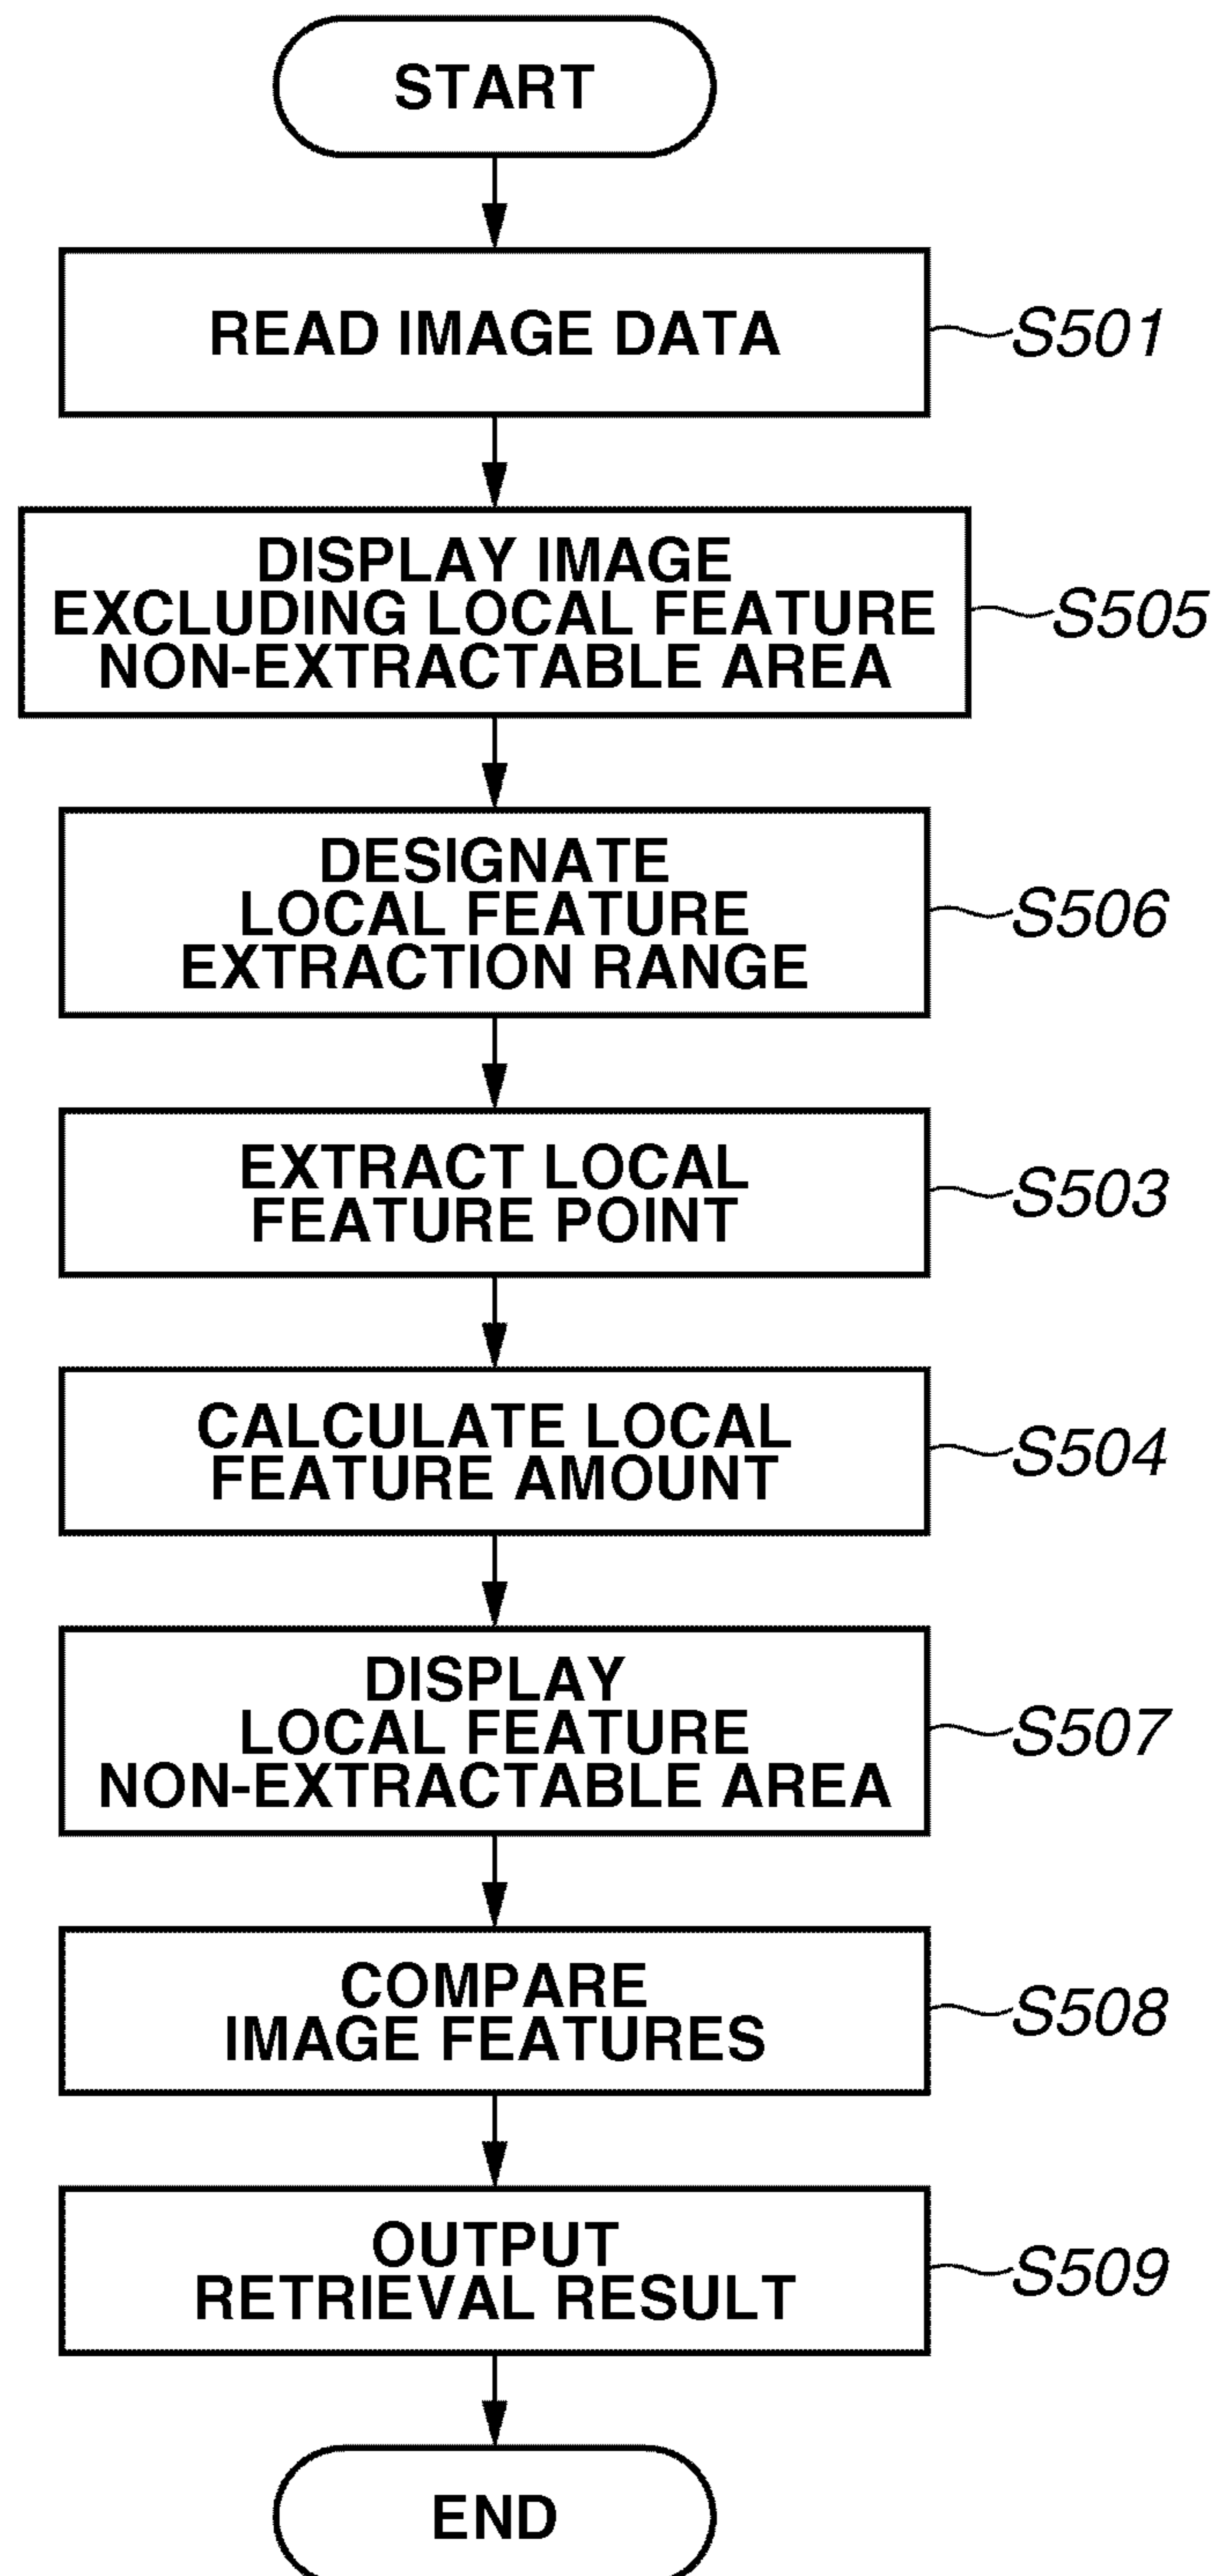 START
READ IMAGE DATA
S501
DISPLAY IMAGE
EXCLUDING LOCAL FEATURE
NON-EXTRACTABLE AREA
S505
DESIGNATE
LOCAL FEATURE
EXTRACTION RANGE
S506
EXTRACT LOCAL
FEATURE POINT
S503
CALCULATE LOCAL
FEATURE AMOUNT
S504
DISPLAY
LOCAL FEATURE
NON-EXTRACTABLE AREA
S507
COMPARE
IMAGE FEATURES
S508
OUTPUT
RETRIEVAL RESULT
S509
END